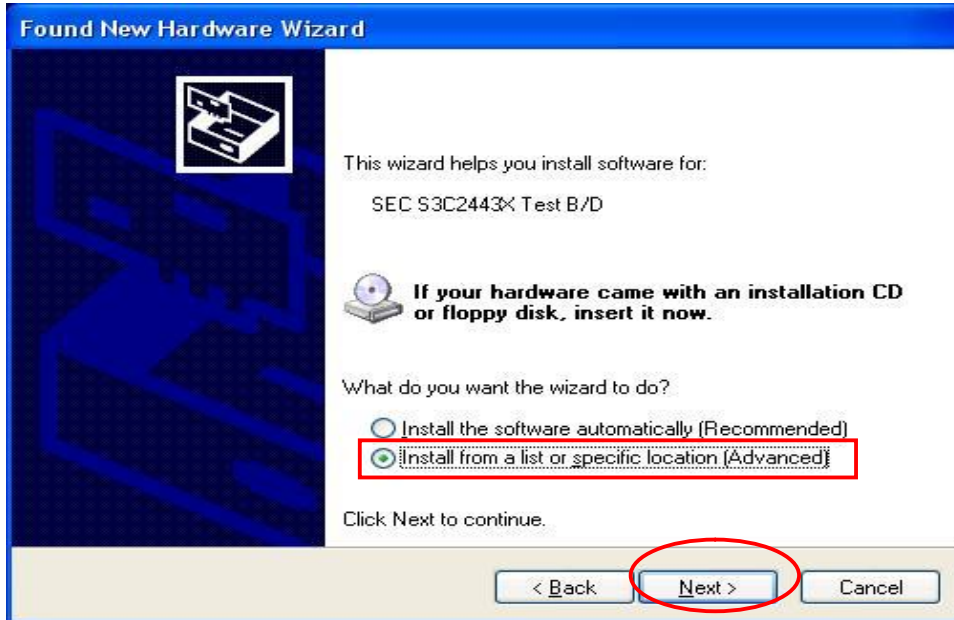 Found New Hardware Wizard
This wizard helps you install software for:
SEC S3C2443X Test B/D
If your hardware came with an installation CD
or floppy disk, insert it now.
What do you want the wizard to do?
Install the software automatically (Recommended)
Install from a list or specific location (Advanced)
Click Next to continue.
< Back Next > Cancel